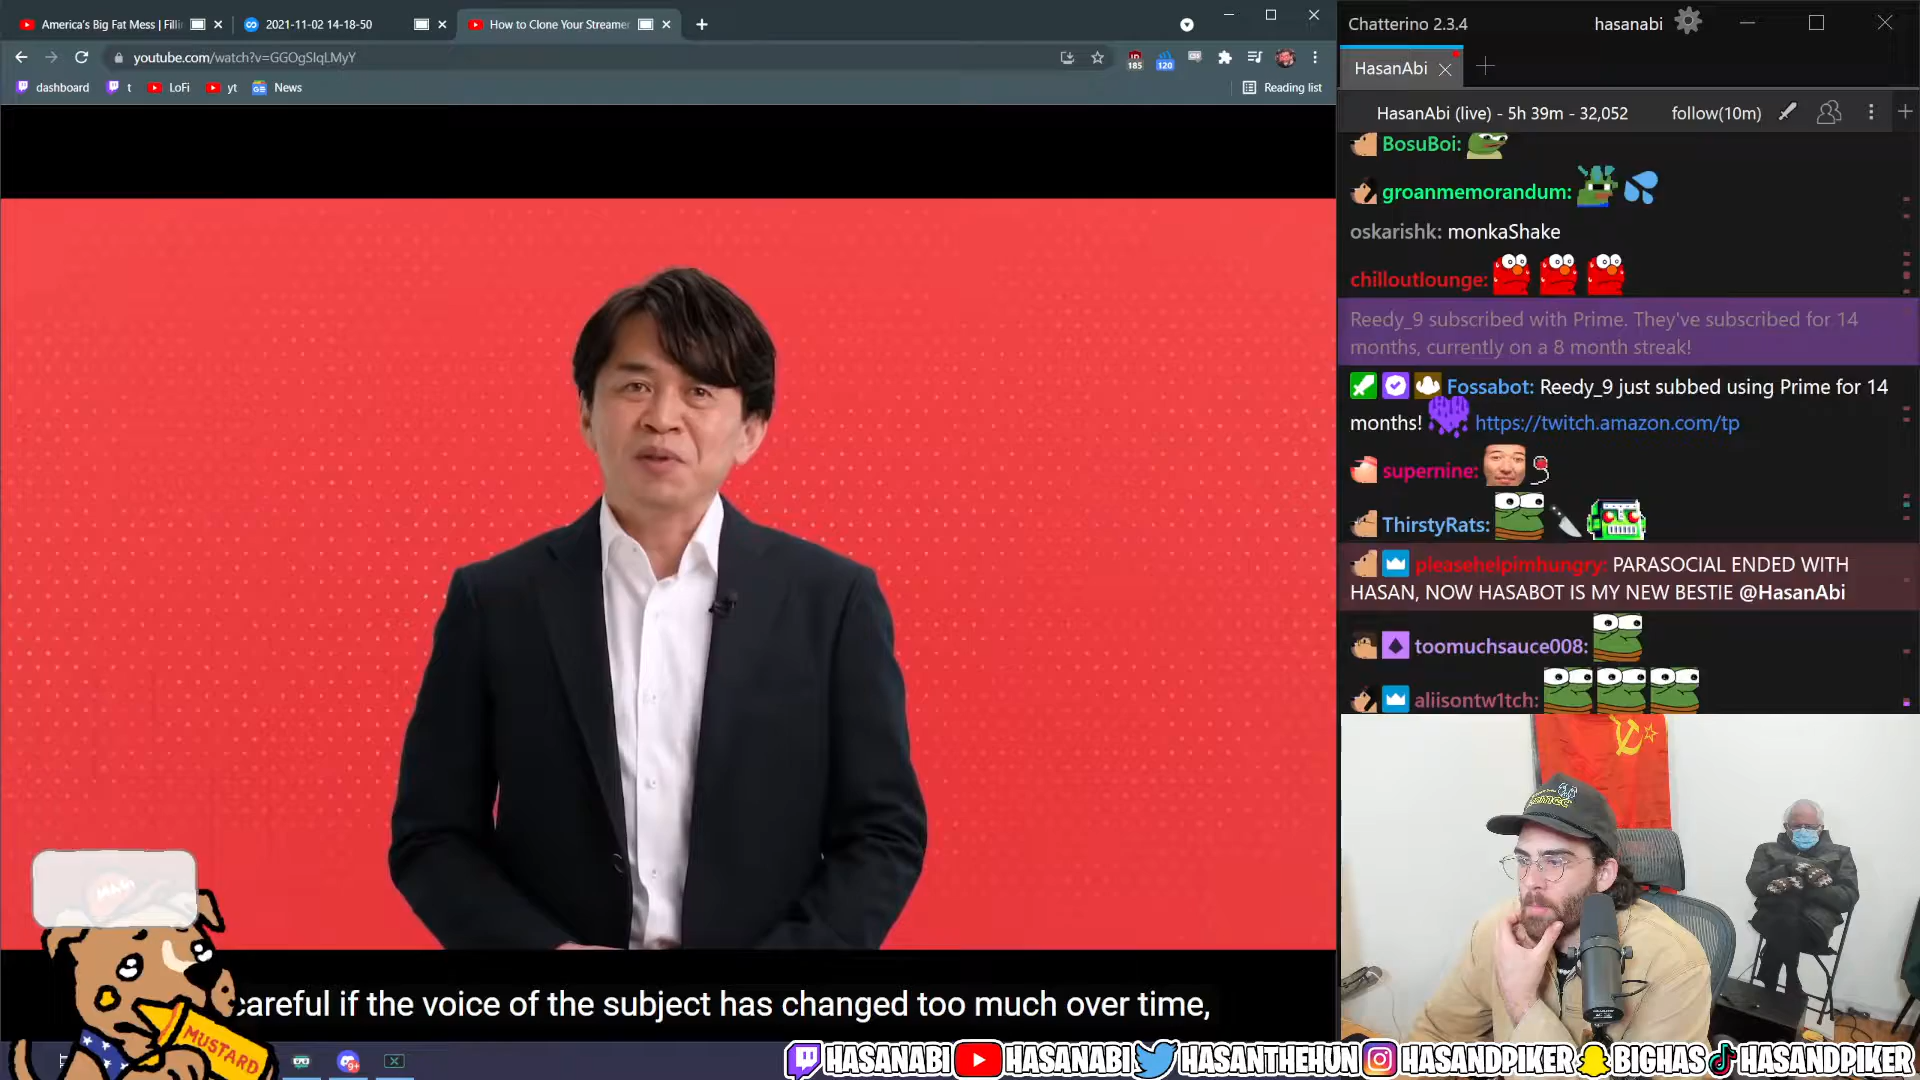 America's Big Fat Mess | Filli
2021-11-02 14-18-50
How to Clone Your Streamer
youtube.com/watch?v=GGOgSIqLMyY
185
120
dashboard
t
LoFi
yt
News
Reading list
careful if the voice of the subject has changed too much over time,
MUSTARD
9+
Chatterino 2.3.4
hasanabi
HasanAbi
HasanAbi (live) - 5h 39m - 32,052
follow(10m)
BosuBoi:
groanmemorandum:
oskarishk: monkaShake
chilloutlounge:
Reedy_9 subscribed with Prime. They've subscribed for 14
months, currently on a 8 month streak!
Fossabot: Reedy_9 just subbed using Prime for 14
months! https://twitch.amazon.com/tp
supernine:
ThirstyRats:
pleasehelpimhungry: PARASOCIAL ENDED WITH
HASAN, NOW HASABOT IS MY NEW BESTIE @HasanAbi
toomuchsauce008:
aliisontw1tch:
HASANABI HASANABI HASANTHEHUN HASANDPIKER BIGHAS HASANDPIKER